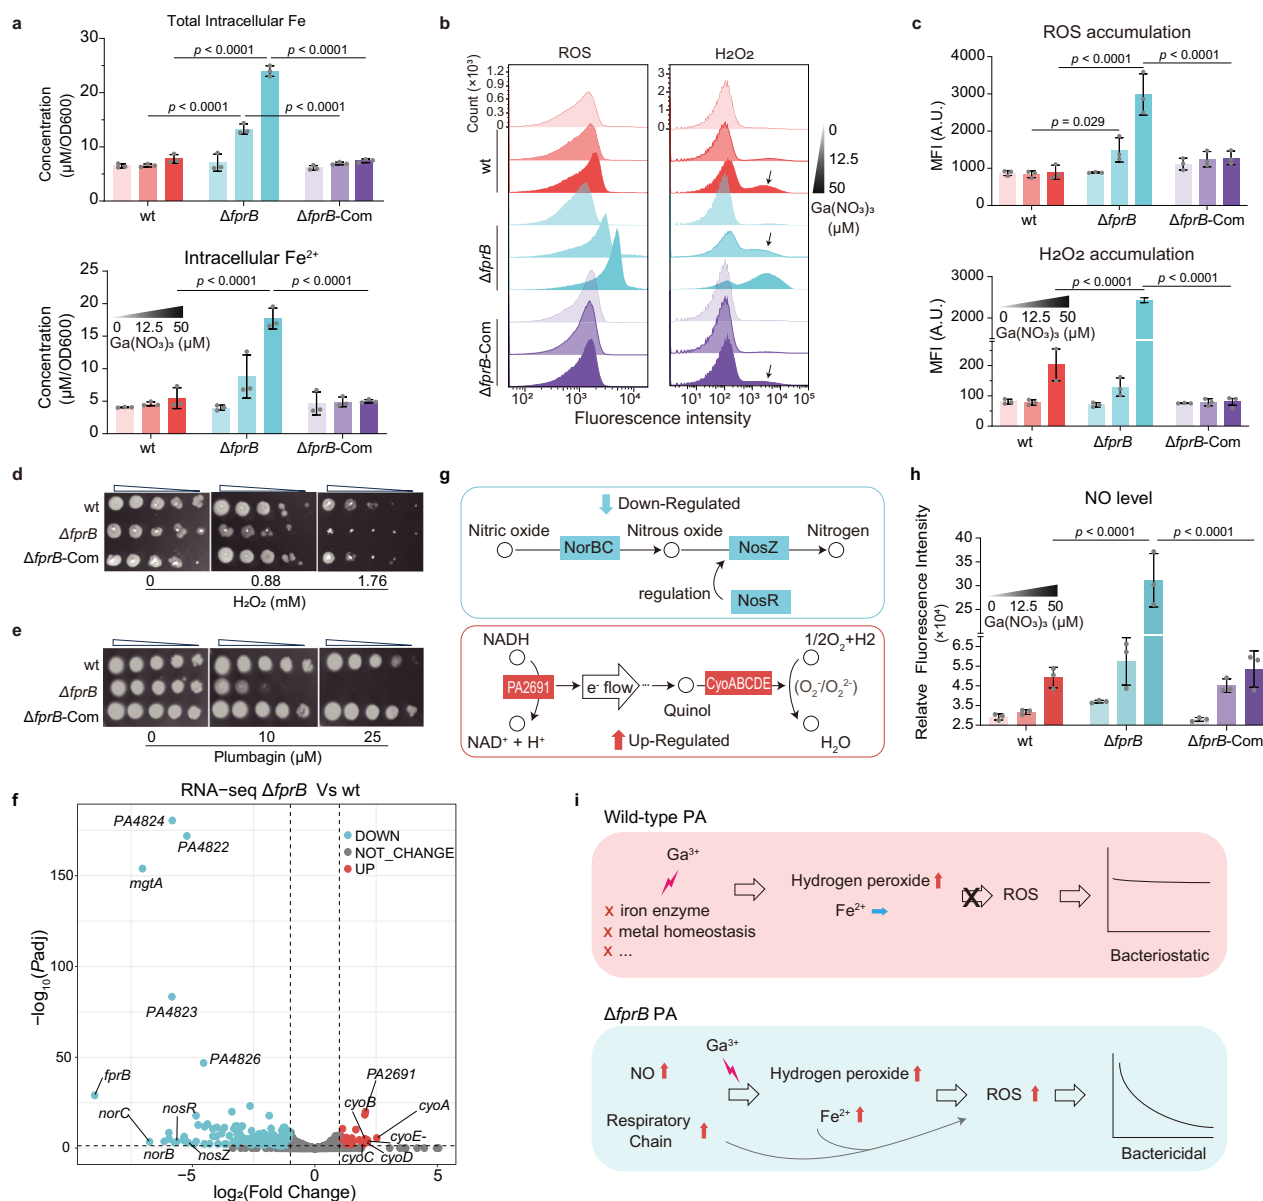 a
Total Intracellular Fe
p < 0.0001
p < 0.0001
p < 0.0001
p < 0.0001
Concentration
(μM/OD600)
30
20
10
0
wt
ΔfprB
ΔfprB-Com
Intracellular Fe²⁺
p < 0.0001
p < 0.0001
Concentration
(μM/OD600)
25
20
15
10
5
0
0 12.5 50
Ga(NO₃)₃ (μM)
wt
ΔfprB
ΔfprB-Com
b
ROS
H₂O₂
Count (×10³)
1.2
0.9
0.6
0.3
0
3
2
1
0
wt
ΔfprB
ΔfprB-Com
0
12.5
50
Ga(NO₃)₃
(μM)
10² 10³ 10⁴
10¹ 10² 10³ 10⁴ 10⁵
Fluorescence intensity
c
ROS accumulation
p < 0.0001
p < 0.0001
p = 0.029
MFI (A.U.)
4000
3000
2000
1000
0
wt
ΔfprB
ΔfprB-Com
H₂O₂ accumulation
p < 0.0001
p < 0.0001
MFI (A.U.)
3000
2000
200
100
0
0 12.5 50
Ga(NO₃)₃ (μM)
wt
ΔfprB
ΔfprB-Com
d
wt
ΔfprB
ΔfprB-Com
0 0.88 1.76
H₂O₂ (mM)
e
wt
ΔfprB
ΔfprB-Com
0 10 25
Plumbagin (μM)
g
Down-Regulated
Nitric oxide
Nitrous oxide
Nitrogen
NorBC
NosZ
regulation
NosR
NADH
1/2O₂+H2
PA2691
e⁻ flow
...
CyoABCDE
(O₂⁻/O₂²⁻)
Quinol
NAD⁺ + H⁺
Up-Regulated
H₂O
h
NO level
p < 0.0001
p < 0.0001
Relatve Fluorescence Intensity
(×10⁴)
40
35
30
25
6.5
5.5
4.5
3.5
2.5
0 12.5 50
Ga(NO₃)₃ (μM)
wt
ΔfprB
ΔfprB-Com
f
RNA−seq ΔfprB Vs wt
PA4824
PA4822
mgtA
PA4823
PA4826
fprB
norC
nosR
norB
nosZ
PA2691
cyoB
cyoA
cyoE-
cyoC
cyoD
DOWN
NOT_CHANGE
UP
−log₁₀(Padj)
150
100
50
0
−5
0
5
log₂(Fold Change)
i
Wild-type PA
Ga³⁺
x iron enzyme
x metal homeostasis
x ...
Hydrogen peroxide
Fe²⁺
X
ROS
Bacteriostatic
ΔfprB PA
Ga³⁺
NO
Respiratory
Chain
Hydrogen peroxide
Fe²⁺
ROS
Bactericidal